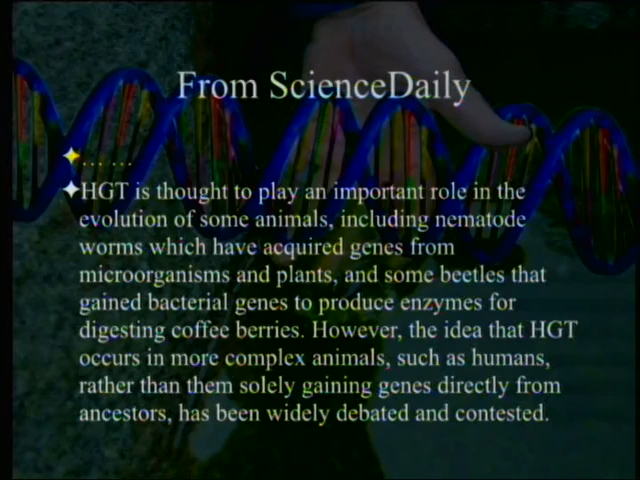 From ScienceDaily
... ...
HGT is thought to play an important role in the
evolution of some animals, including nematode
worms which have acquired genes from
microorganisms and plants, and some beetles that
gained bacterial genes to produce enzymes for
digesting coffee berries. However, the idea that HGT
occurs in more complex animals, such as humans,
rather than them solely gaining genes directly from
ancestors, has been widely debated and contested.